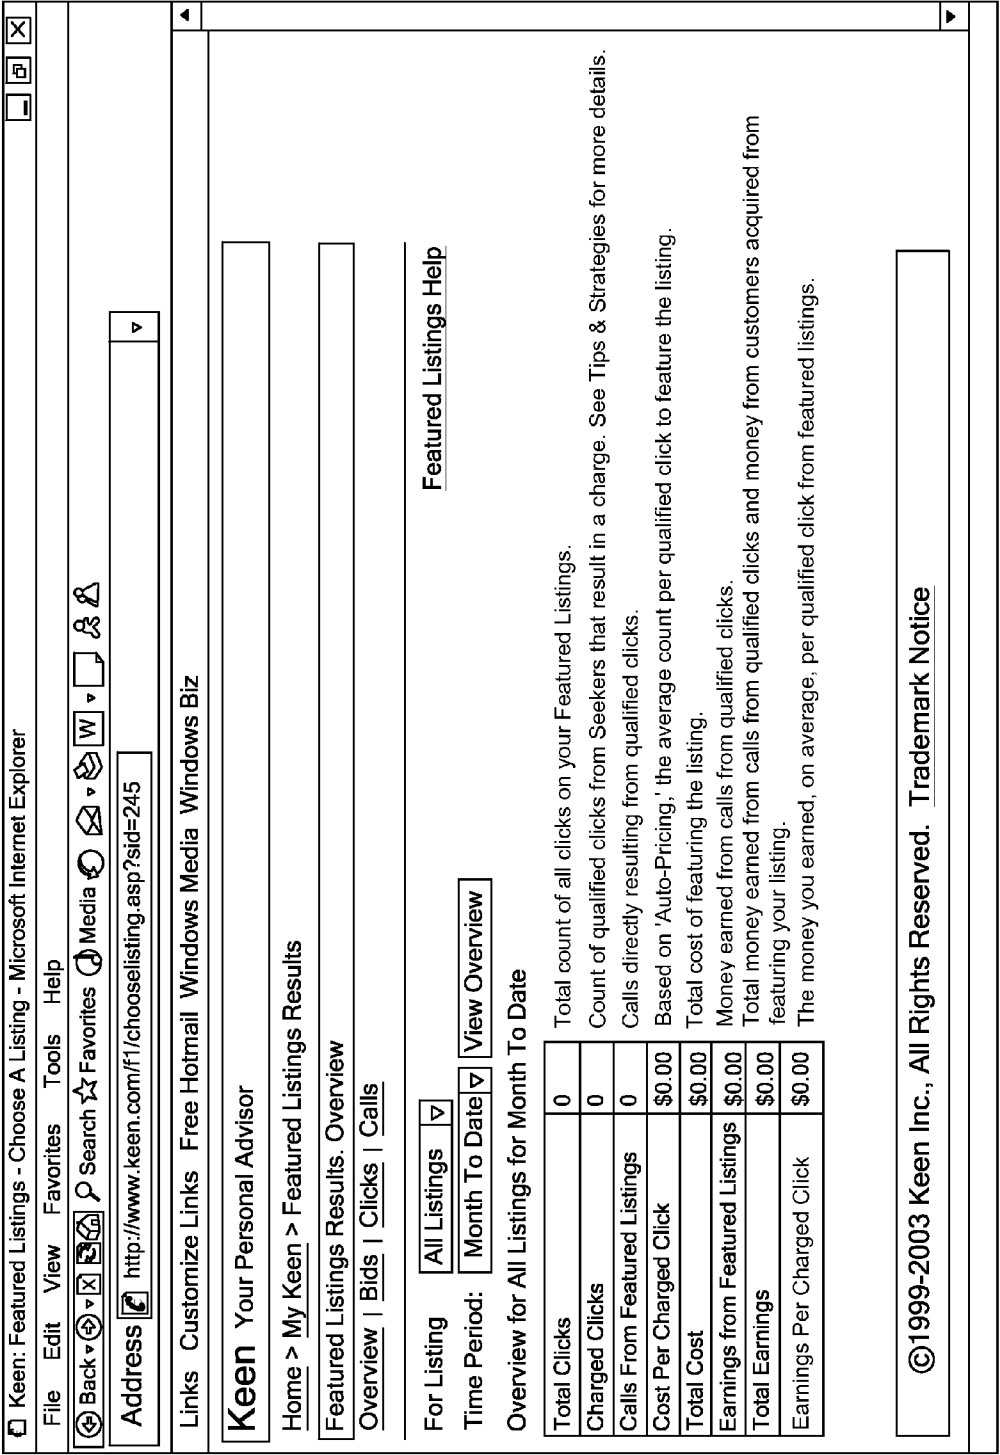 Keen: Featured Listings - Choose A Listing - Microsoft Internet Explorer
File Edit View Favorites Tools Help
Back Search Favorites Media W
Address http://www.keen.com/f1/chooselisting.asp?sid=245
Links Customize Links Free Hotmail Windows Media Windows Biz
Keen Your Personal Advisor
Home > My Keen > Featured Listings Results
Featured Listings Results. Overview
Overview | Bids | Clicks | Calls
For Listing All Listings Featured Listings Help
Time Period: Month To Date View Overview
Overview for All Listings for Month To Date
Total Clicks 0 Total count of all clicks on your Featured Listings.
Charged Clicks 0 Count of qualified clicks from Seekers that result in a charge. See Tips & Strategies for more details.
Calls From Featured Listings 0 Calls directly resulting from qualified clicks.
Cost Per Charged Click $0.00 Based on 'Auto-Pricing,' the average count per qualified click to feature the listing.
Total Cost $0.00 Total cost of featuring the listing.
Earnings from Featured Listings $0.00 Money earned from calls from qualified clicks.
Total Earnings $0.00 Total money earned from calls from qualified clicks and money from customers acquired from
featuring your listing.
Earnings Per Charged Click $0.00 The money you earned, on average, per qualified click from featured listings.
©1999-2003 Keen Inc., All Rights Reserved. Trademark Notice